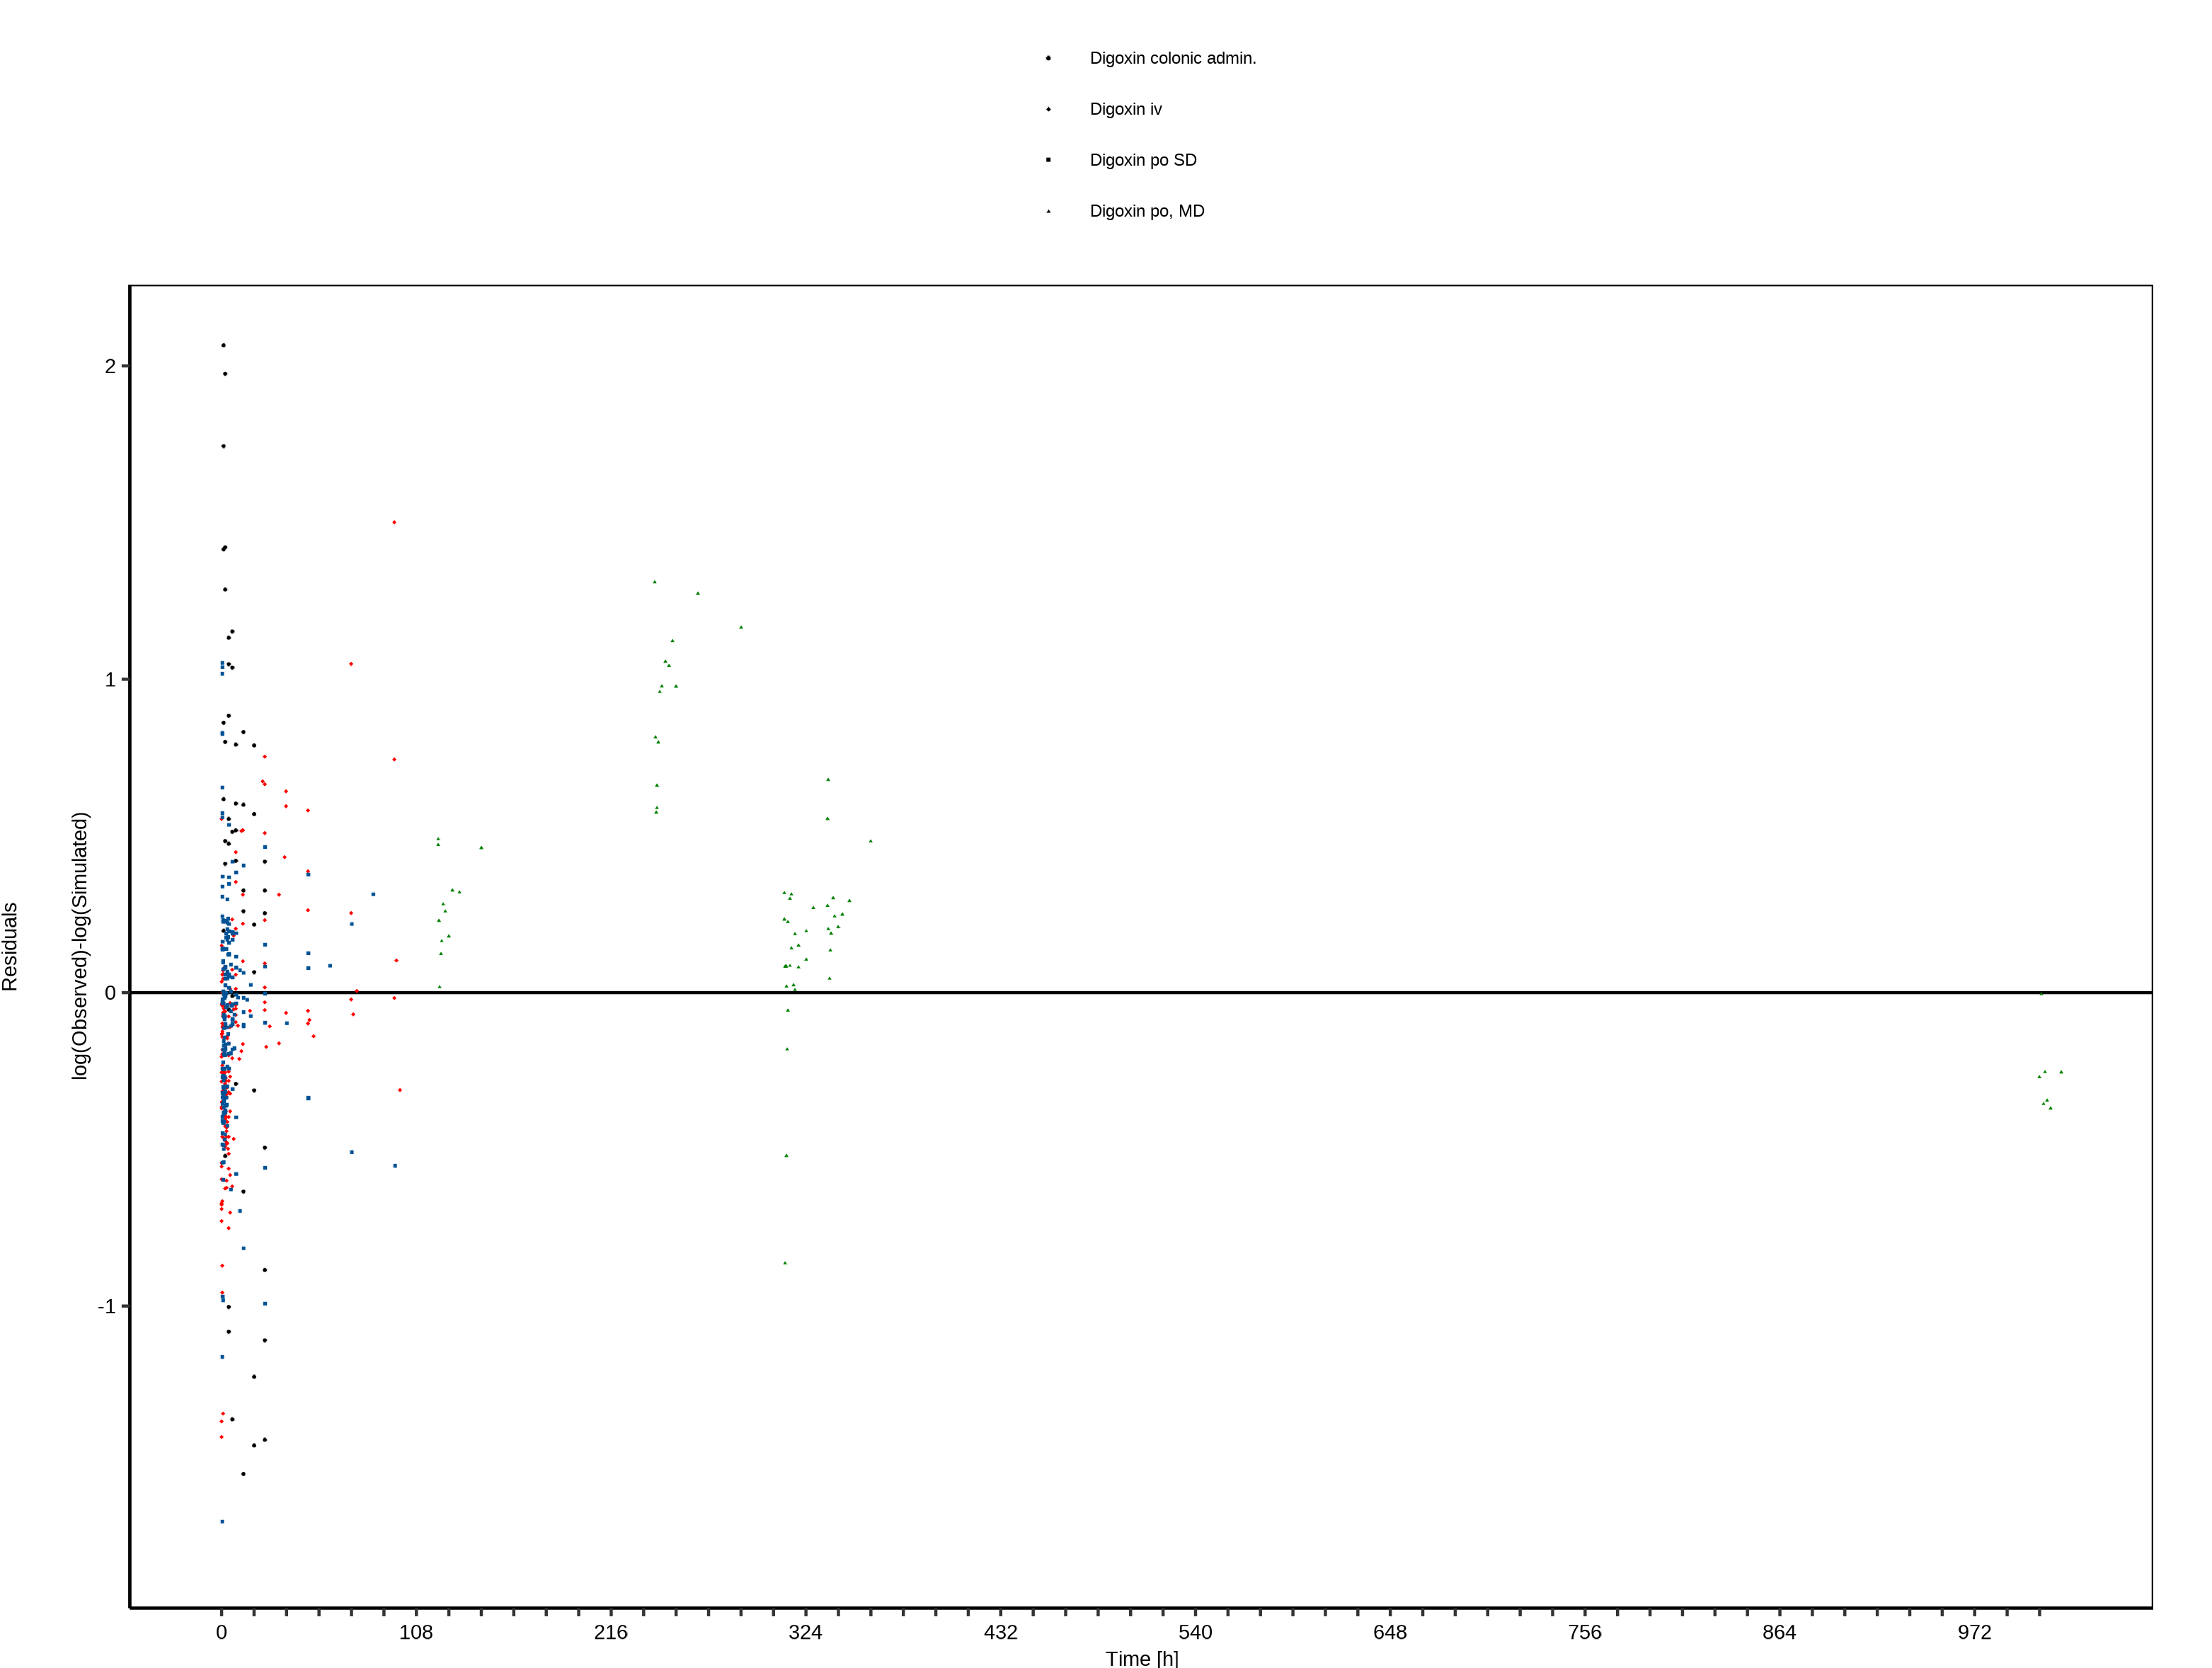 Digoxin colonic admin.
Digoxin iv
Digoxin po SD
Digoxin po, MD
Residuals
log(Observed)-log(Simulated)
2
1
0
-1
0 108 216 324 432 540 648 756 864 972
Time [h]